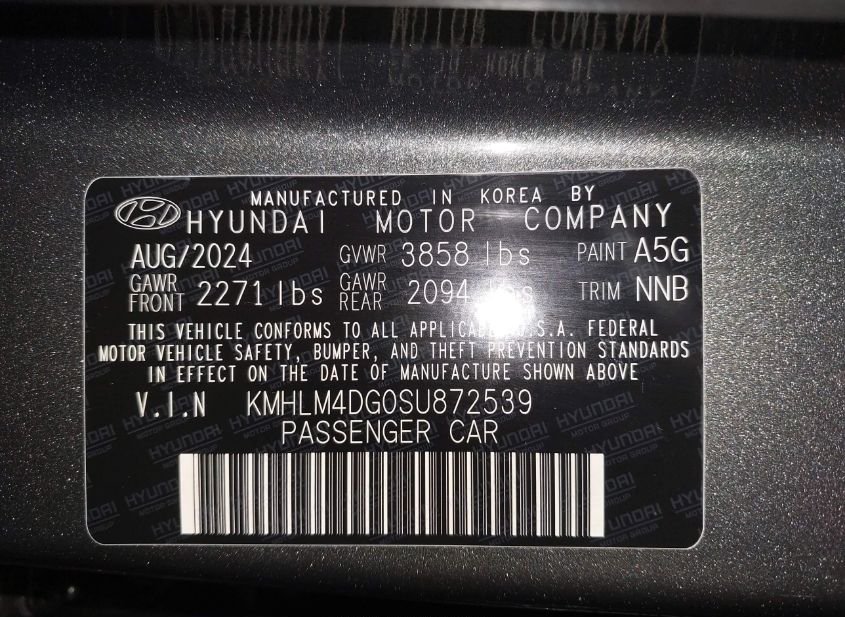 MANUFACTURED IN KOREA BY
HYUNDAI MOTOR COMPANY
AUG/2024 GVWR 3858 lbs PAINT A5G
GAWR FRONT 2271 lbs GAWR REAR 2094 lbs TRIM NNB
THIS VEHICLE CONFORMS TO ALL APPLICABLE U.S.A. FEDERAL
MOTOR VEHICLE SAFETY, BUMPER, AND THEFT PREVENTION STANDARDS
IN EFFECT ON THE DATE OF MANUFACTURE SHOWN ABOVE
V.I.N KMHLM4DG0SU872539
PASSENGER CAR